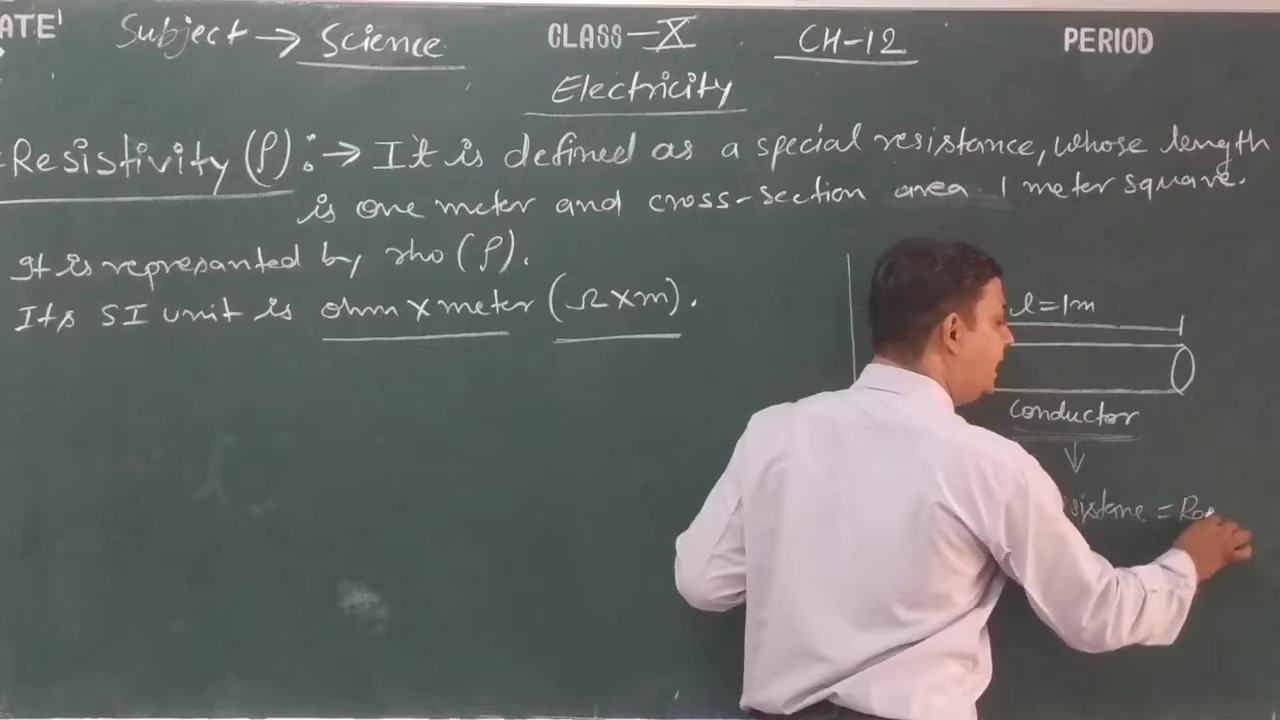 ATE'
Subject → Science
CLASS - X
CH-12
PERIOD
Electricity
Resistivity (ρ) :→ It is defined as a special resistance, whose length
is one meter and cross-section area 1 meter square.
It is represanted by rho (ρ).
Its SI unit is ohm × meter (Ω × m).
l = 1m
conductor
↓